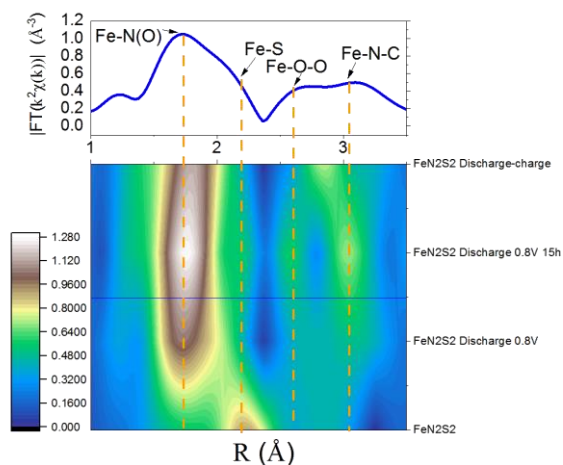 |FT(k²χ(k))| (Å⁻³)
1.2
1.0
0.8
0.6
0.4
0.2
0.0
Fe-N(O)
Fe-S
Fe-O-O
Fe-N-C
1 2 3
FeN2S2 Discharge-charge
FeN2S2 Discharge 0.8V 15h
FeN2S2 Discharge 0.8V
FeN2S2
1.280
1.120
0.9600
0.8000
0.6400
0.4800
0.3200
0.1600
0.000
R (Å)